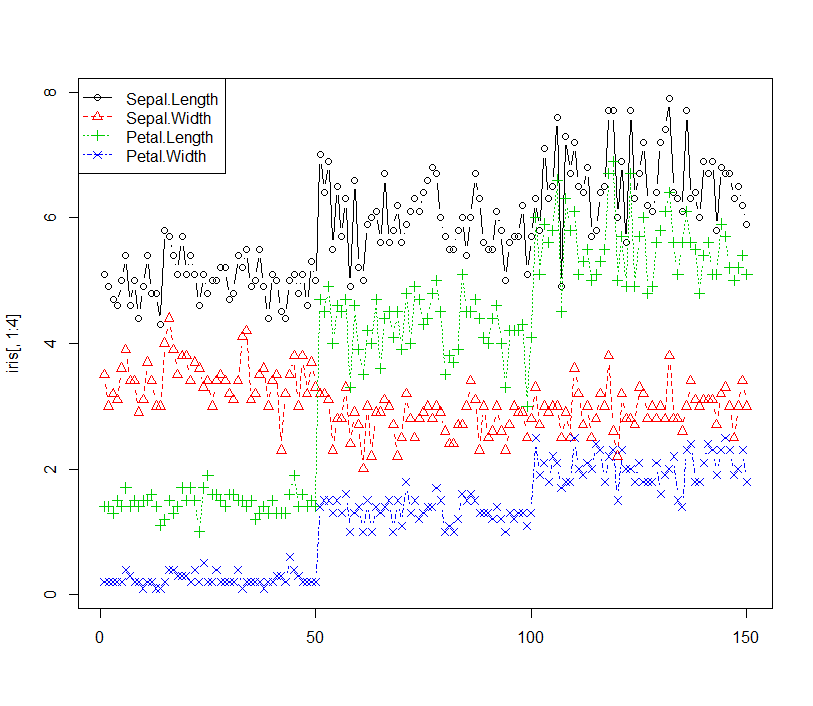 Sepal.Length
Sepal.Width
Petal.Length
Petal.Width
8
6
4
2
0
iris[, 1:4]
0 50 100 150